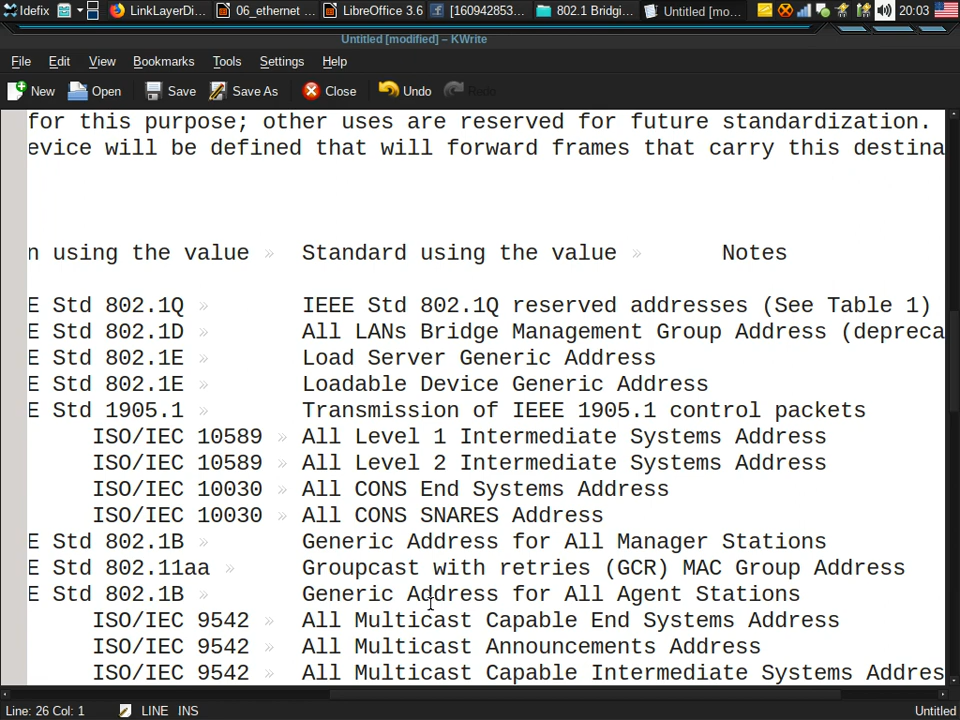 Idefix LinkLayerDi... 06_ethernet ... LibreOffice 3.6 [160942853... 802.1 Bridgi... Untitled [mo... 20:03
Untitled [modified] – KWrite
File Edit View Bookmarks Tools Settings Help
New Open Save Save As Close Undo Redo
for this purpose; other uses are reserved for future standardization.
evice will be defined that will forward frames that carry this destina
n using the value » Standard using the value » Notes
E Std 802.1Q » IEEE Std 802.1Q reserved addresses (See Table 1)
E Std 802.1D » All LANs Bridge Management Group Address (depreca
E Std 802.1E » Load Server Generic Address
E Std 802.1E » Loadable Device Generic Address
E Std 1905.1 » Transmission of IEEE 1905.1 control packets
ISO/IEC 10589 » All Level 1 Intermediate Systems Address
ISO/IEC 10589 » All Level 2 Intermediate Systems Address
ISO/IEC 10030 » All CONS End Systems Address
ISO/IEC 10030 » All CONS SNARES Address
E Std 802.1B » Generic Address for All Manager Stations
E Std 802.11aa » Groupcast with retries (GCR) MAC Group Address
E Std 802.1B » Generic Address for All Agent Stations
ISO/IEC 9542 » All Multicast Capable End Systems Address
ISO/IEC 9542 » All Multicast Announcements Address
ISO/IEC 9542 » All Multicast Capable Intermediate Systems Addres
Line: 26 Col: 1 LINE INS Untitled